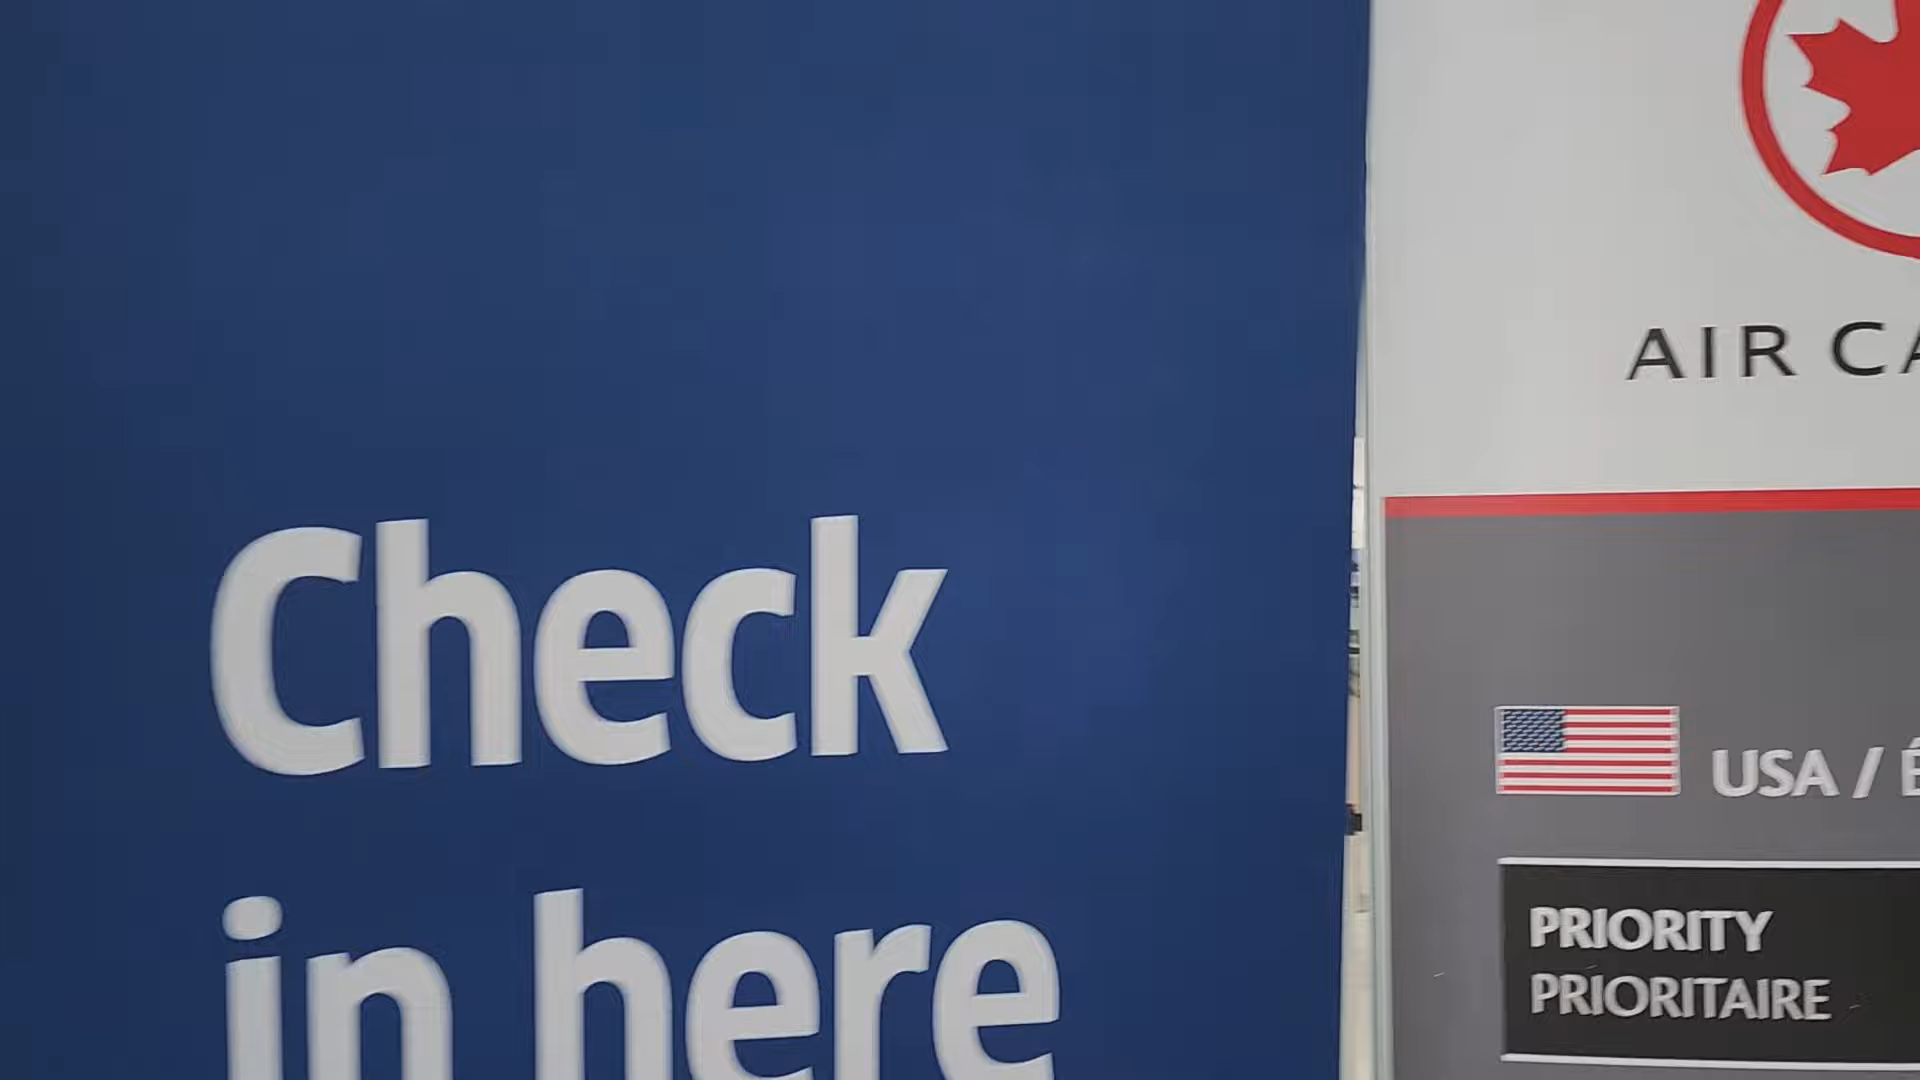 Check
in here
AIR CA
USA / É
PRIORITY
PRIORITAIRE